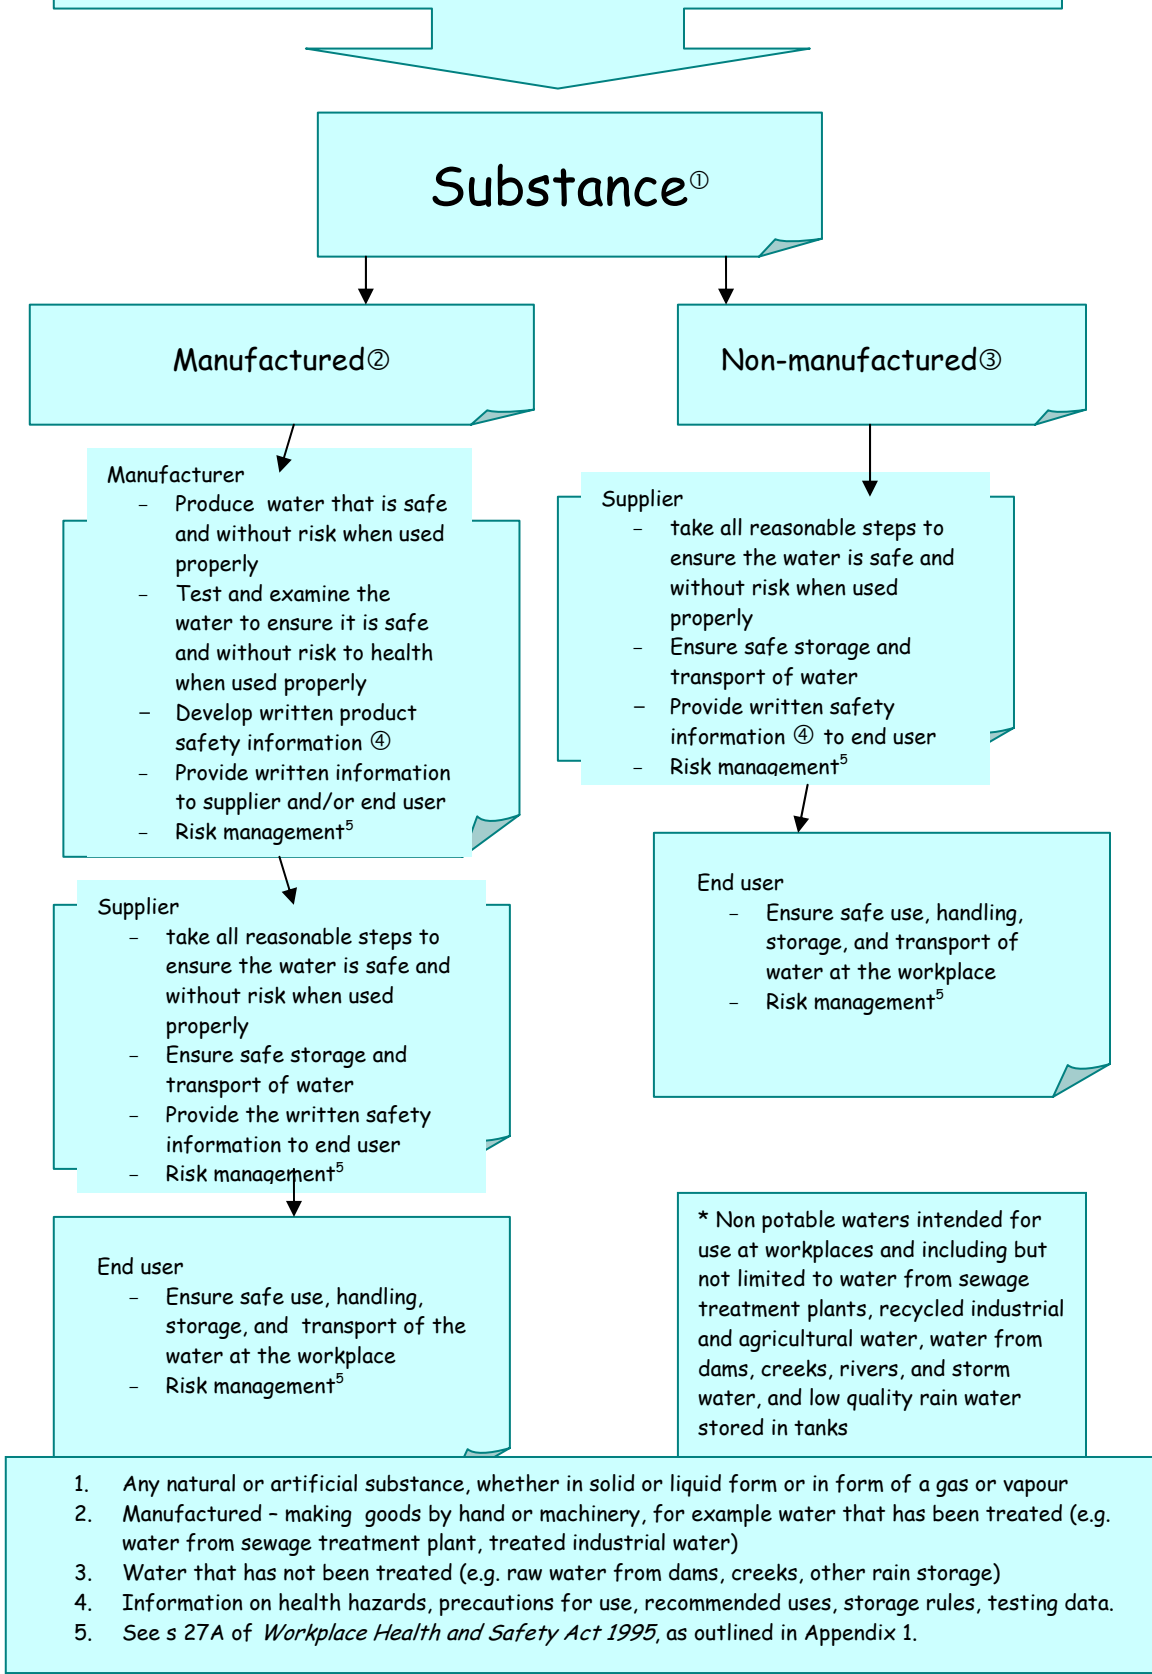 Substance①
Manufactured②
Non-manufactured③
Manufacturer
- Produce water that is safe
and without risk when used
properly
- Test and examine the
water to ensure it is safe
and without risk to health
when used properly
- Develop written product
safety information ④
- Provide written information
to supplier and/or end user
- Risk management5
Supplier
- take all reasonable steps to
ensure the water is safe and
without risk when used
properly
- Ensure safe storage and
transport of water
- Provide the written safety
information to end user
- Risk management5
End user
- Ensure safe use, handling,
storage, and transport of the
water at the workplace
- Risk management5
Supplier
- take all reasonable steps to
ensure the water is safe and
without risk when used
properly
- Ensure safe storage and
transport of water
- Provide written safety
information ④ to end user
- Risk management5
End user
- Ensure safe use, handling,
storage, and transport of
water at the workplace
- Risk management5
* Non potable waters intended for
use at workplaces and including but
not limited to water from sewage
treatment plants, recycled industrial
and agricultural water, water from
dams, creeks, rivers, and storm
water, and low quality rain water
stored in tanks
1. Any natural or artificial substance, whether in solid or liquid form or in form of a gas or vapour
2. Manufactured – making goods by hand or machinery, for example water that has been treated (e.g.
water from sewage treatment plant, treated industrial water)
3. Water that has not been treated (e.g. raw water from dams, creeks, other rain storage)
4. Information on health hazards, precautions for use, recommended uses, storage rules, testing data.
5. See s 27A of Workplace Health and Safety Act 1995, as outlined in Appendix 1.